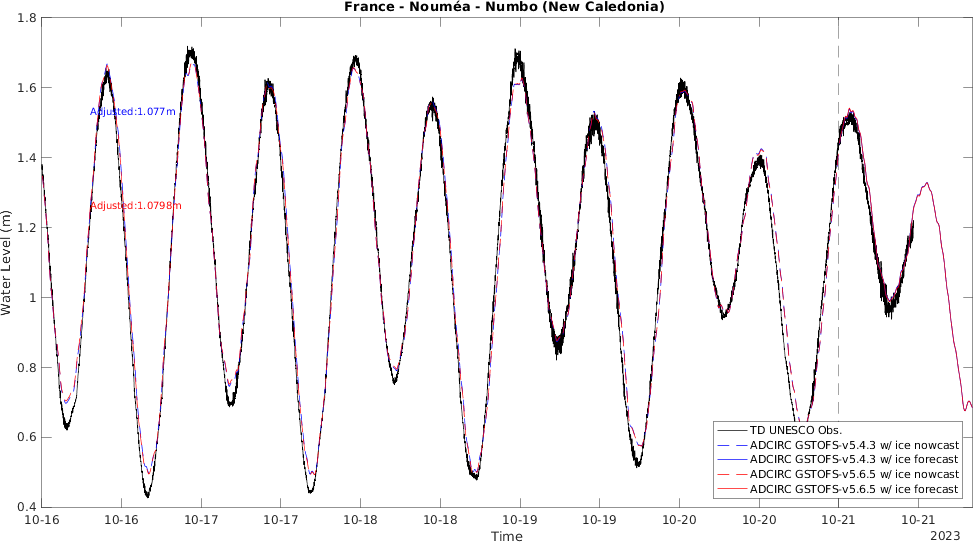 France - Nouméa - Numbo (New Caledonia)
1.8
1.6
1.4
1.2
1
0.8
0.6
0.4
Water Level (m)
Adjusted:1.077m
Adjusted:1.0798m
TD UNESCO Obs.
ADCIRC GSTOFS-v5.4.3 w/ ice nowcast
ADCIRC GSTOFS-v5.4.3 w/ ice forecast
ADCIRC GSTOFS-v5.6.5 w/ ice nowcast
ADCIRC GSTOFS-v5.6.5 w/ ice forecast
10-16 10-16 10-17 10-17 10-18 10-18 10-19 10-19 10-20 10-20 10-21 10-21
Time
2023